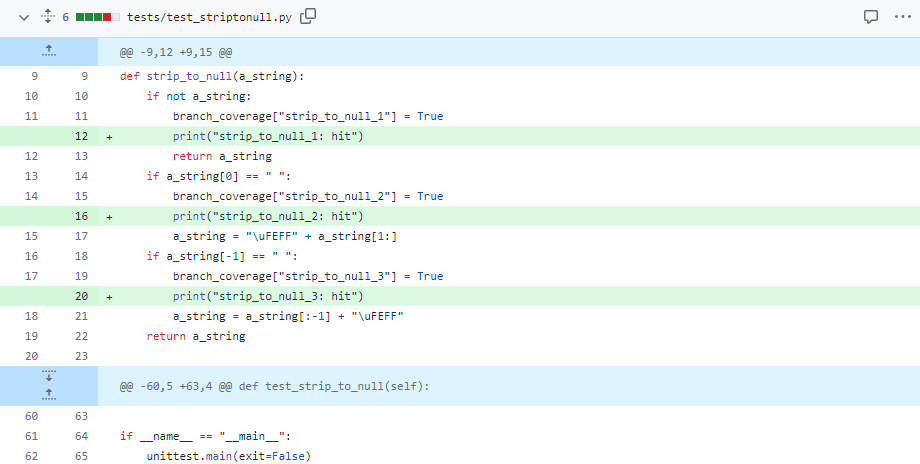 6 tests/test_striptonull.py
@@ -9,12 +9,15 @@
9 9 def strip_to_null(a_string):
10 10 if not a_string:
11 11 branch_coverage["strip_to_null_1"] = True
12 + print("strip_to_null_1: hit")
12 13 return a_string
13 14 if a_string[0] == " ":
14 15 branch_coverage["strip_to_null_2"] = True
16 + print("strip_to_null_2: hit")
15 17 a_string = "\uFEFF" + a_string[1:]
16 18 if a_string[-1] == " ":
17 19 branch_coverage["strip_to_null_3"] = True
20 + print("strip_to_null_3: hit")
18 21 a_string = a_string[:-1] + "\uFEFF"
19 22 return a_string
20 23
@@ -60,5 +63,4 @@ def test_strip_to_null(self):
60 63
61 64 if __name__ == "__main__":
62 65 unittest.main(exit=False)